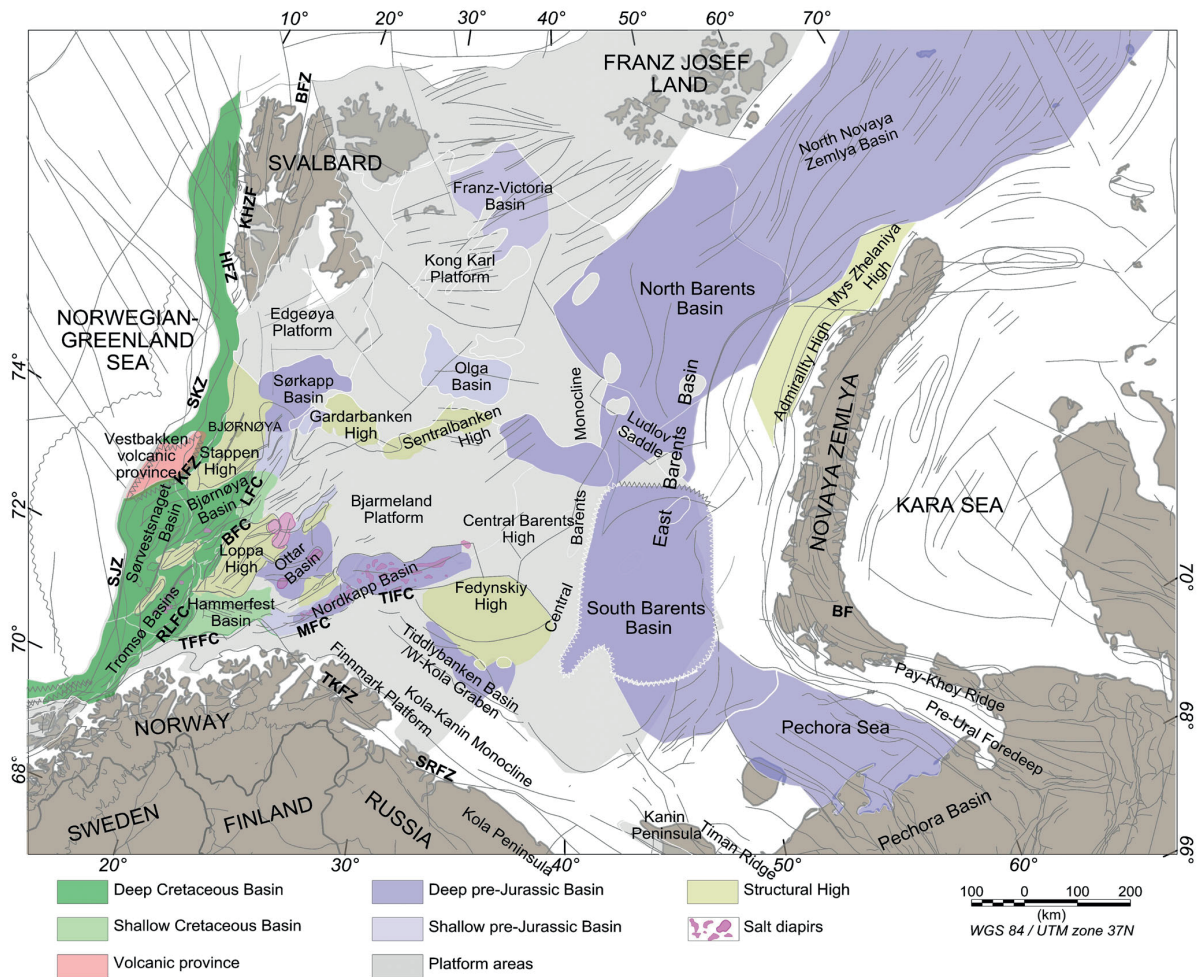 10°
20°
30°
40°
50°
60°
70°
FRANZ JOSEF
LAND
BFZ
SVALBARD
North Novaya
Zemlya Basin
Franz-Victoria
Basin
KHzF
HFZ
Kong Karl
Platform
Mys Zhelaniya
High
North Barents
Basin
NORWEGIAN-
GREENLAND
SEA
Edgeøya
Platform
Admirality High
74°
Olga
Basin
Sørkapp
Basin
SKZ
Gardarbanken
High
Sentralbanken
High
Monocline
Ludlov
Saddle
Basin
BJØRNØYA
Vestbakken
volcanic
province
KFZ
Stappen
High
NOVAYA ZEMLYA
Barents
72°
Sørvestsnaget
Basin
Bjørnøya
Basin
LFC
Bjarmeland
Platform
Central Barents
High
Barents
East
KARA SEA
BFC
Loppa
High
Ottar
Basin
SJZ
Nordkapp Basin
TIFC
Fedynskiy
High
Central
70°
Tromsø Basins
RLFC
Hammerfest
Basin
South Barents
Basin
BF
TFFC
MFC
70°
Tiddlybanken Basin
/W-Kola Graben
Finnmark
Platform
Kola-Kanin Monocline
Pay-Khoy Ridge
TKFZ
NORWAY
Pre-Ural Foredeep
68°
Pechora Sea
68°
SRFZ
SWEDEN
FINLAND
RUSSIA
Kola Peninsula
Kanin
Peninsula
Timan Ridge
Pechora Basin
66°
20°
30°
40°
50°
60°
Deep Cretaceous Basin
Deep pre-Jurassic Basin
Structural High
Shallow Cretaceous Basin
Shallow pre-Jurassic Basin
Salt diapirs
Volcanic province
Platform areas
100 0 100 200
(km)
WGS 84 / UTM zone 37N